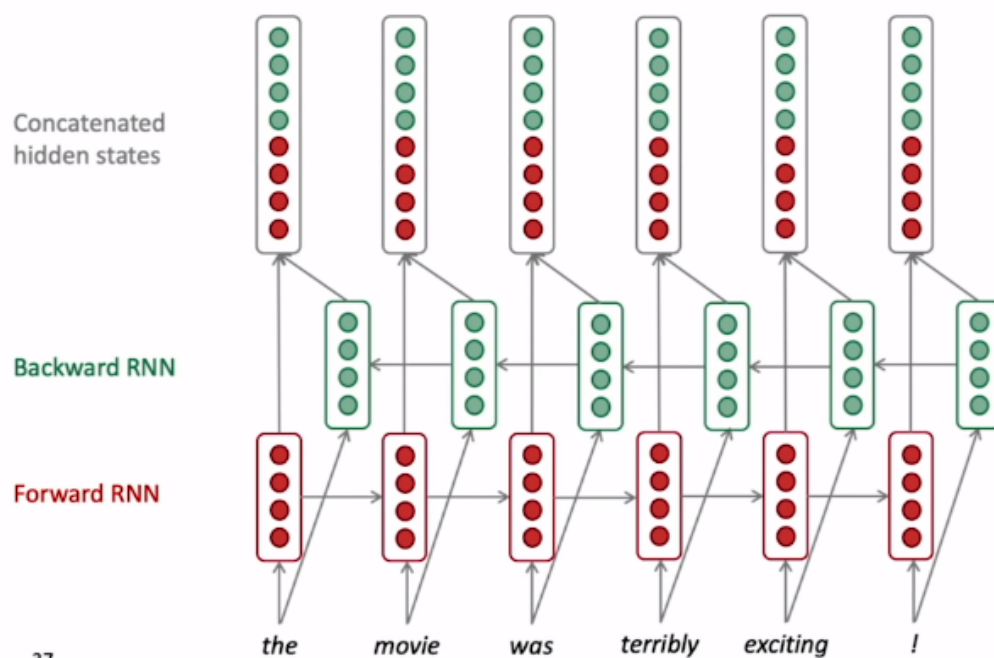 Concatenated
hidden states
Backward RNN
Forward RNN
the movie was terribly exciting !